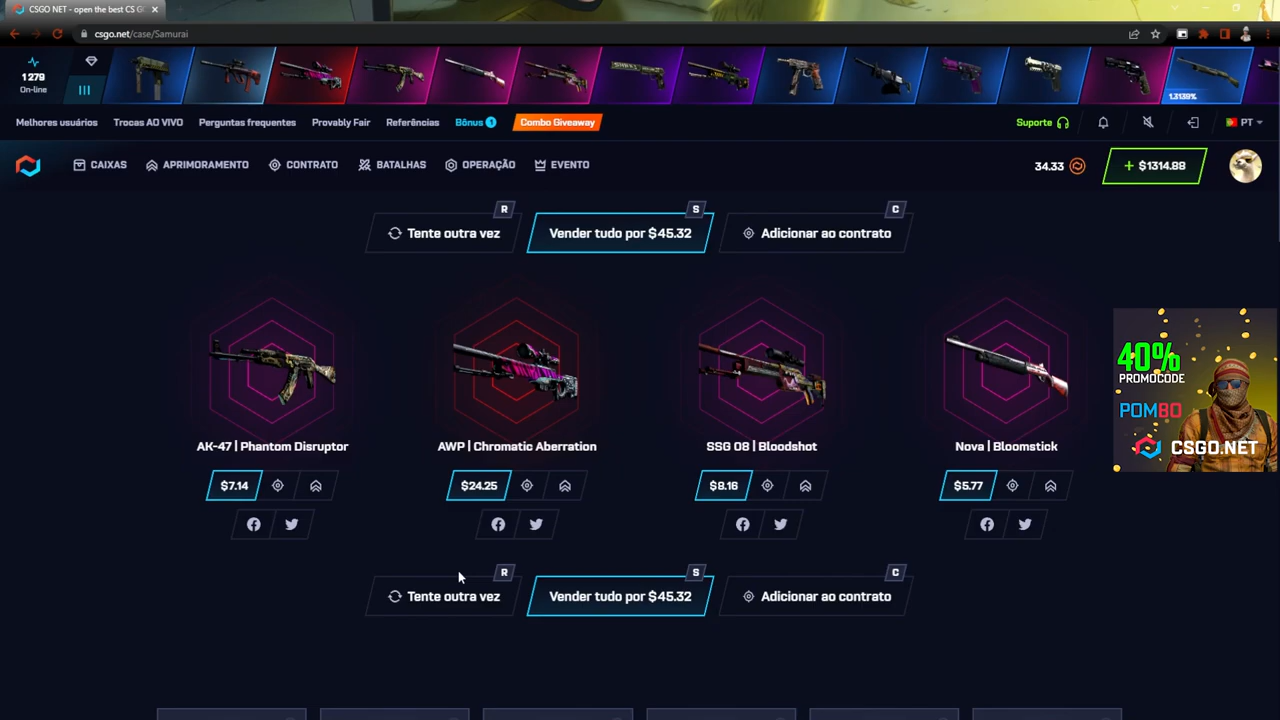 CSGO NET - open the best CS G
csgo.net/case/Samurai
1 279
On-line
1.3139%
Melhores usuários Trocas AO VIVO Perguntas frequentes Provably Fair Referências Bônus 1 Combo Giveaway Suporte PT
CAIXAS APRIMORAMENTO CONTRATO BATALHAS OPERAÇÃO EVENTO 34.33 + $1314.88
R S C
Tente outra vez Vender tudo por $45.32 Adicionar ao contrato
40%
PROMOCODE
POMBO
CSGO.NET
AK-47 | Phantom Disruptor AWP | Chromatic Aberration SSG 08 | Bloodshot Nova | Bloomstick
$7.14 $24.25 $8.16 $5.77
R S C
Tente outra vez Vender tudo por $45.32 Adicionar ao contrato